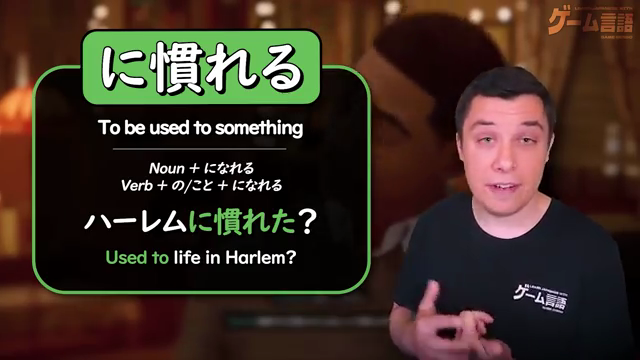 ゲーム言語
に慣れる
To be used to something
Noun + になれる
Verb + の/こと + になれる
ハーレムに慣れた？
Used to life in Harlem?
ゲーム言語